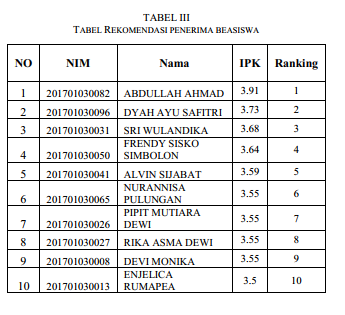 TABEL III
TABEL REKOMENDASI PENERIMA BEASISWA
NO NIM Nama IPK Ranking
1 201701030082 ABDULLAH AHMAD 3.91 1
2 201701030096 DYAH AYU SAFITRI 3.73 2
3 201701030031 SRI WULANDIKA 3.68 3
4 201701030050 FRENDY SISKO SIMBOLON 3.64 4
5 201701030041 ALVIN SIJABAT 3.59 5
6 201701030065 NURANNISA PULUNGAN 3.55 6
7 201701030026 PIPIT MUTIARA DEWI 3.55 7
8 201701030027 RIKA ASMA DEWI 3.55 8
9 201701030008 DEVI MONIKA 3.55 9
10 201701030013 ENJELICA RUMAPEA 3.5 10